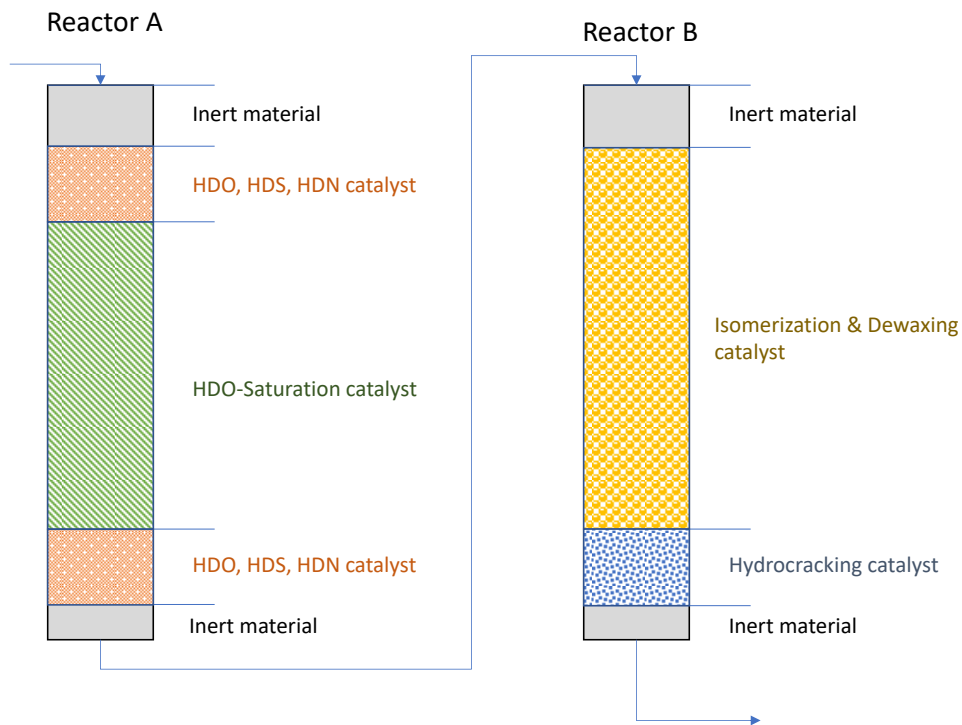 Reactor A
Inert material
HDO, HDS, HDN catalyst
HDO-Saturation catalyst
HDO, HDS, HDN catalyst
Inert material
Reactor B
Inert material
Isomerization & Dewaxing
catalyst
Hydrocracking catalyst
Inert material